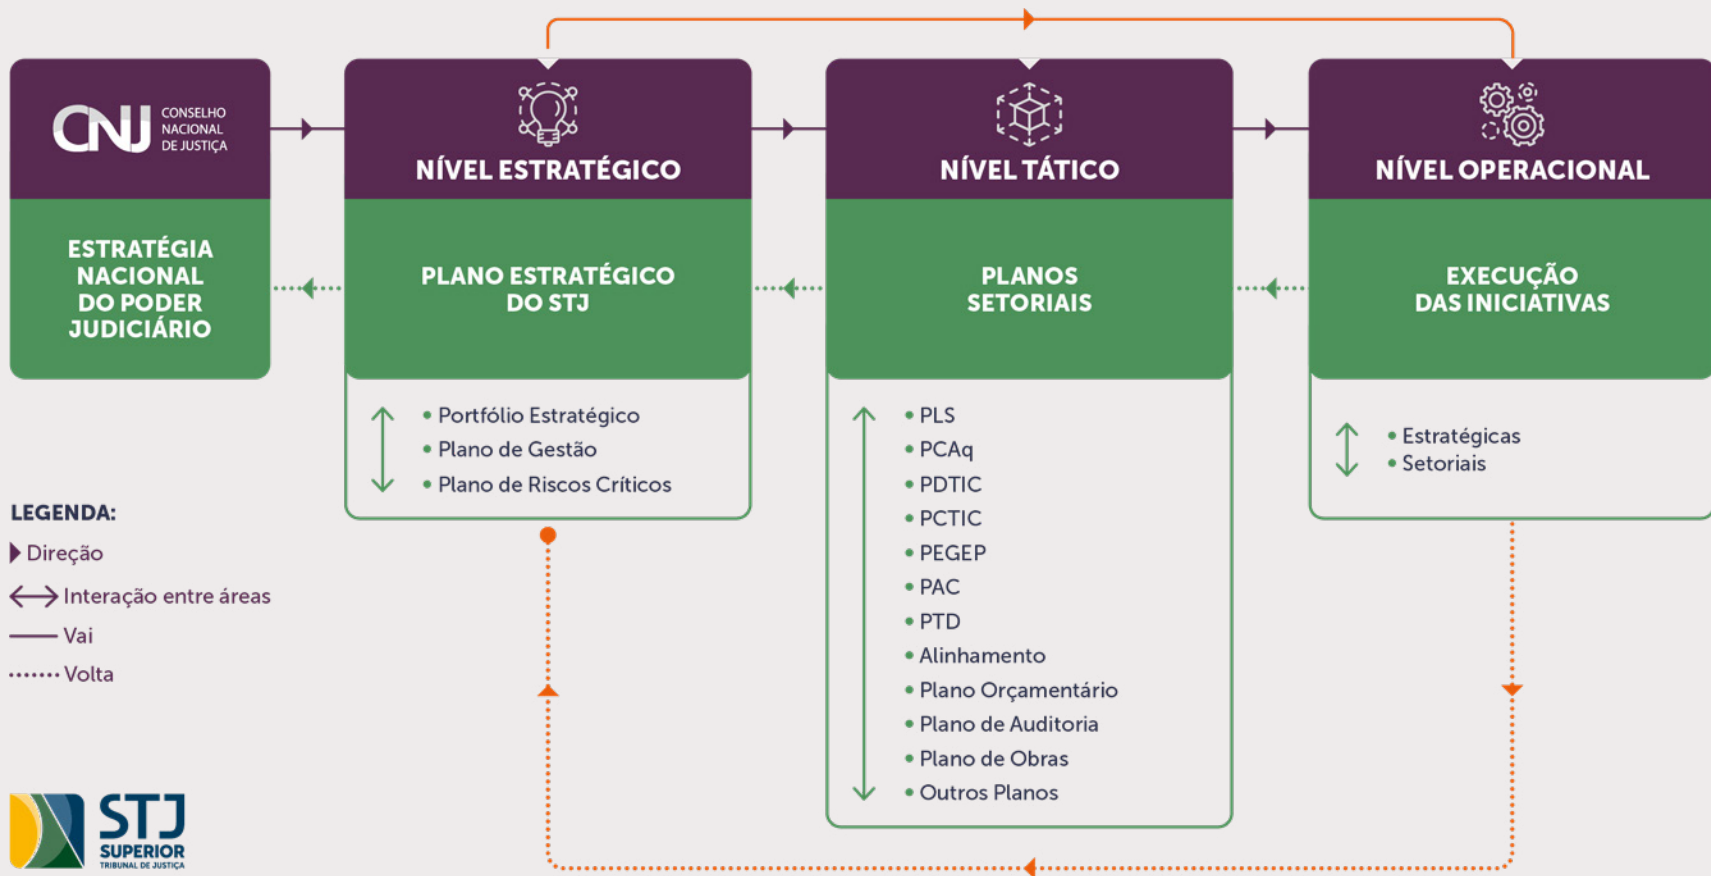 CNJ
CONSELHO
NACIONAL
DE JUSTIÇA
ESTRATÉGIA
NACIONAL
DO PODER
JUDICIÁRIO
NÍVEL ESTRATÉGICO
PLANO ESTRATÉGICO
DO STJ
• Portfólio Estratégico
• Plano de Gestão
• Plano de Riscos Críticos
NÍVEL TÁTICO
PLANOS
SETORIAIS
• PLS
• PCAq
• PDTIC
• PCTIC
• PEGEP
• PAC
• PTD
• Alinhamento
• Plano Orçamentário
• Plano de Auditoria
• Plano de Obras
• Outros Planos
NÍVEL OPERACIONAL
EXECUÇÃO
DAS INICIATIVAS
• Estratégicas
• Setoriais
LEGENDA:
Direção
Interação entre áreas
Vai
Volta
STJ
SUPERIOR
TRIBUNAL DE JUSTIÇA